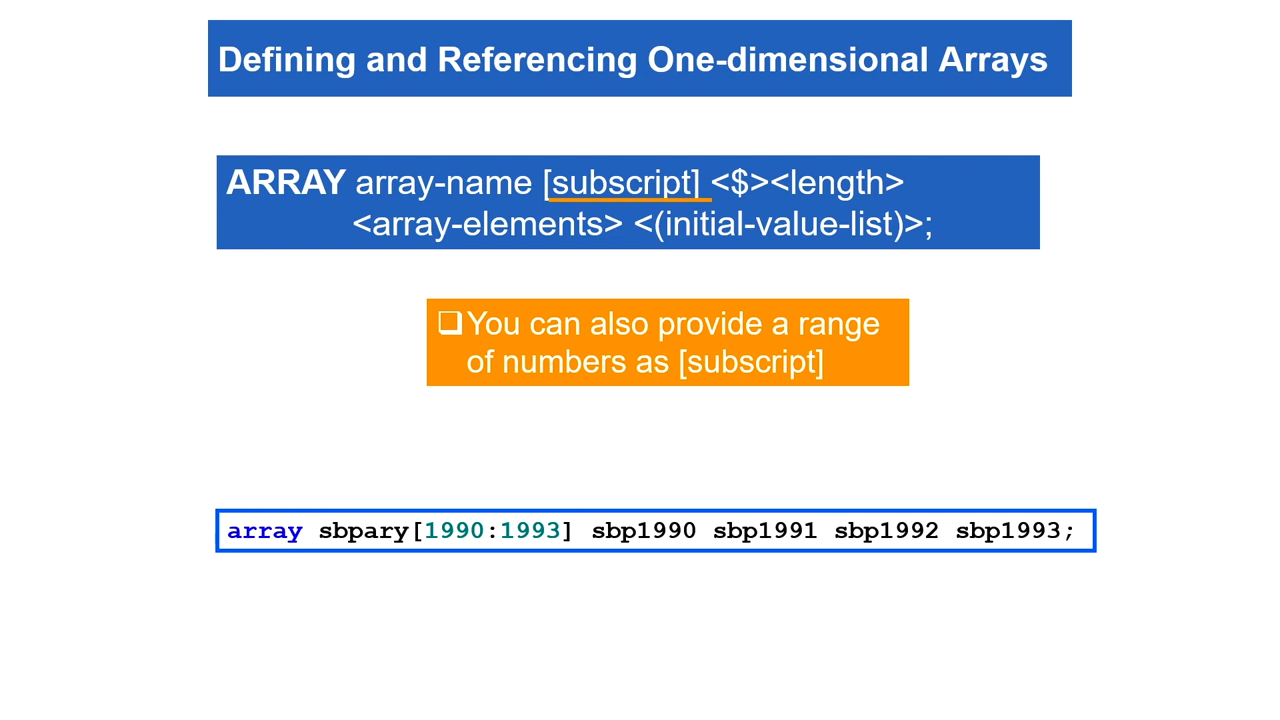 Defining and Referencing One-dimensional Arrays
ARRAY array-name [subscript] <$><length>
<array-elements> <(initial-value-list)>;
❑You can also provide a range
of numbers as [subscript]
array sbpary[1990:1993] sbp1990 sbp1991 sbp1992 sbp1993;